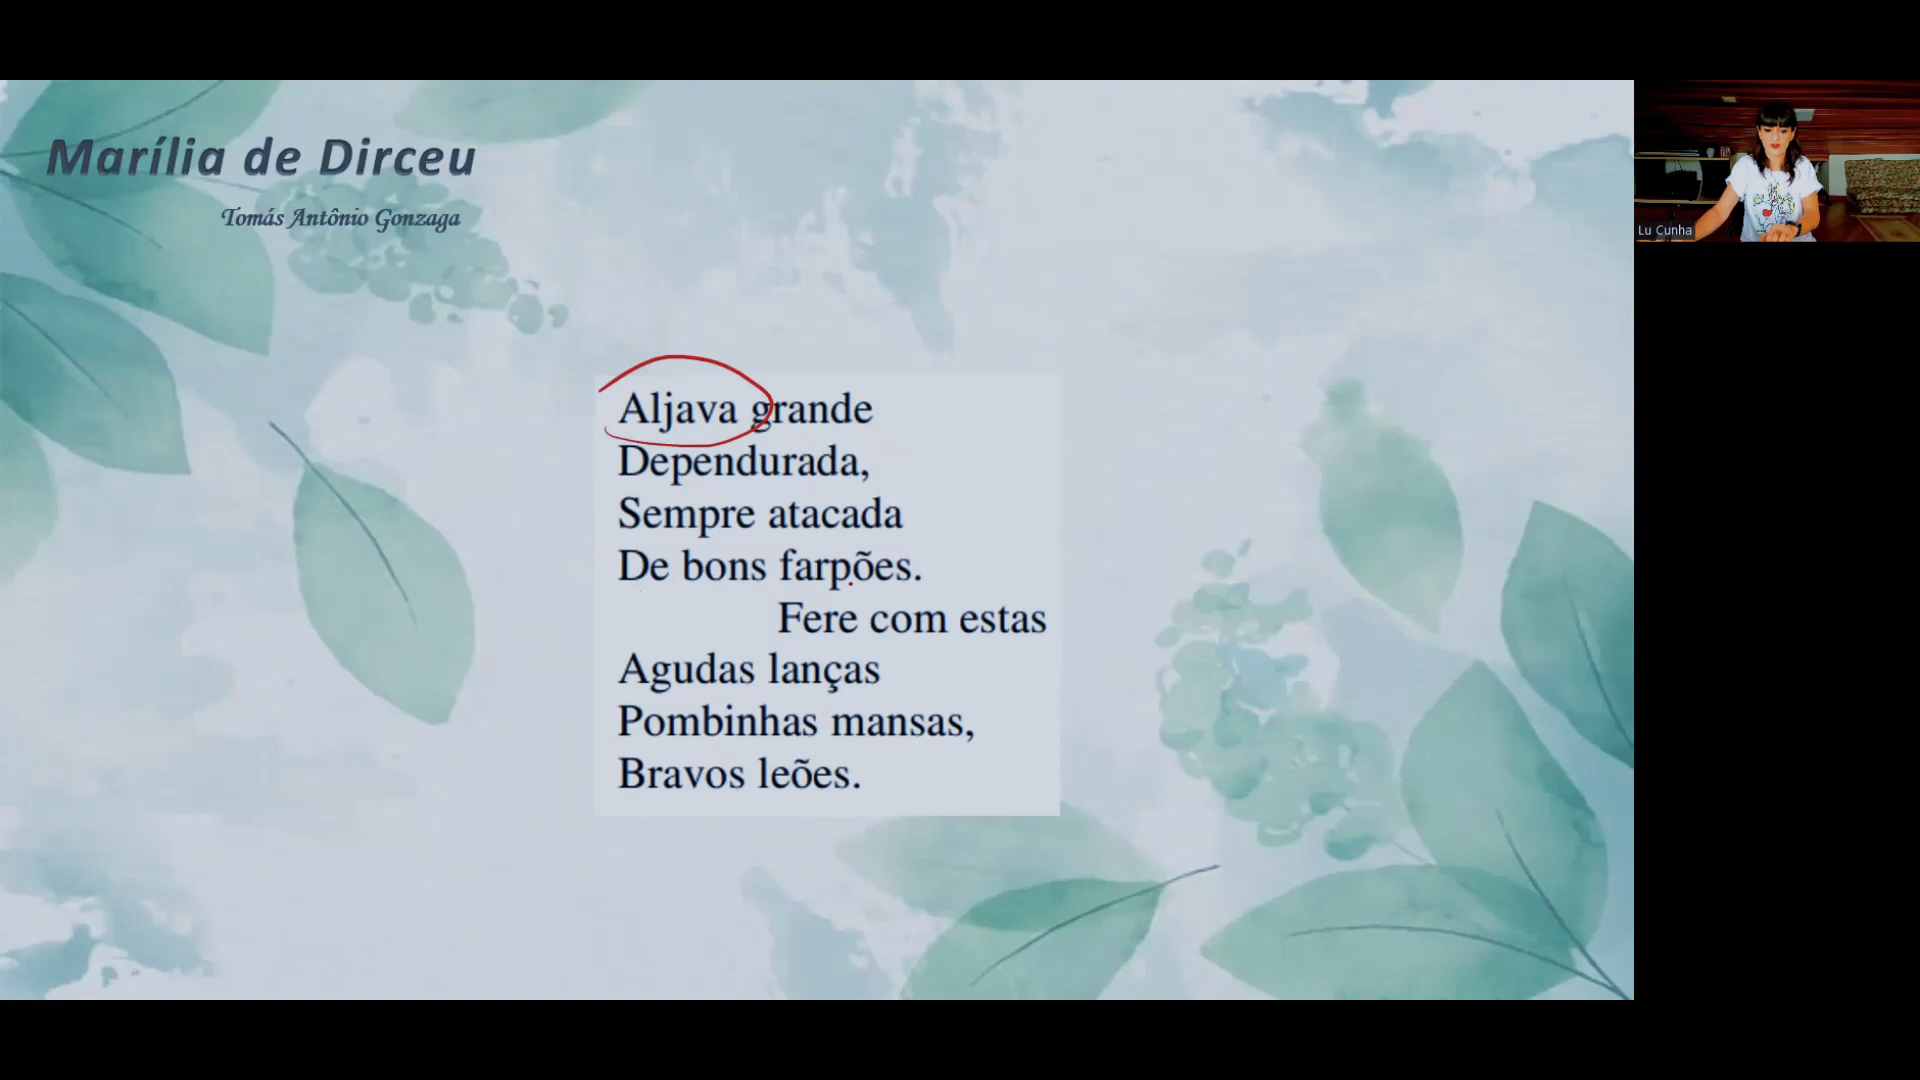 Marília de Dirceu
Tomás Antônio Gonzaga
Lu Cunha
Aljava grande
Dependurada,
Sempre atacada
De bons farpões.
Fere com estas
Agudas lanças
Pombinhas mansas,
Bravos leões.